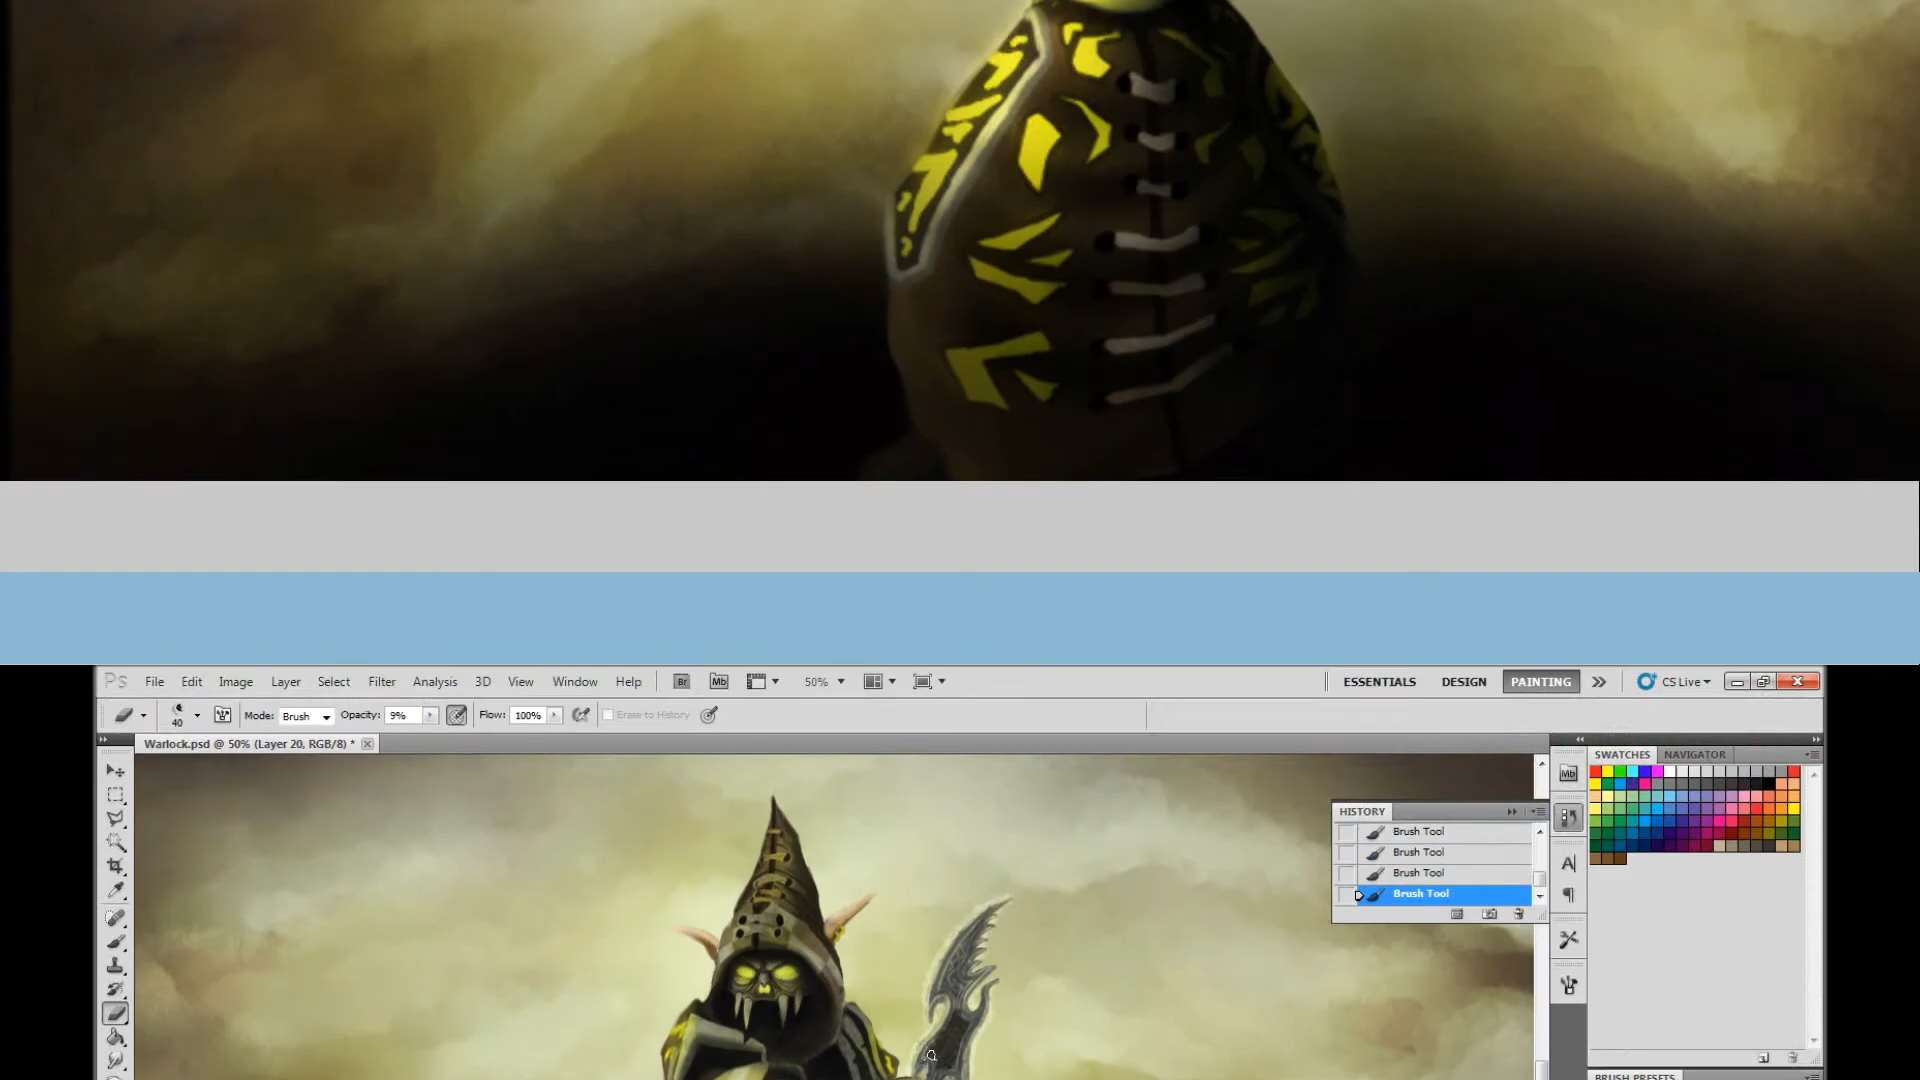 Ps File Edit Image Layer Select Filter Analysis 3D View Window Help Br Mb 50% ESSENTIALS DESIGN PAINTING CS Live
40 Mode: Brush Opacity: 9% Flow: 100% Erase to History
Warlock.psd @ 50% (Layer 20, RGB/8) *
SWATCHES NAVIGATOR
Mb
HISTORY
Brush Tool
Brush Tool
Brush Tool
Brush Tool
BRUSH PRESETS